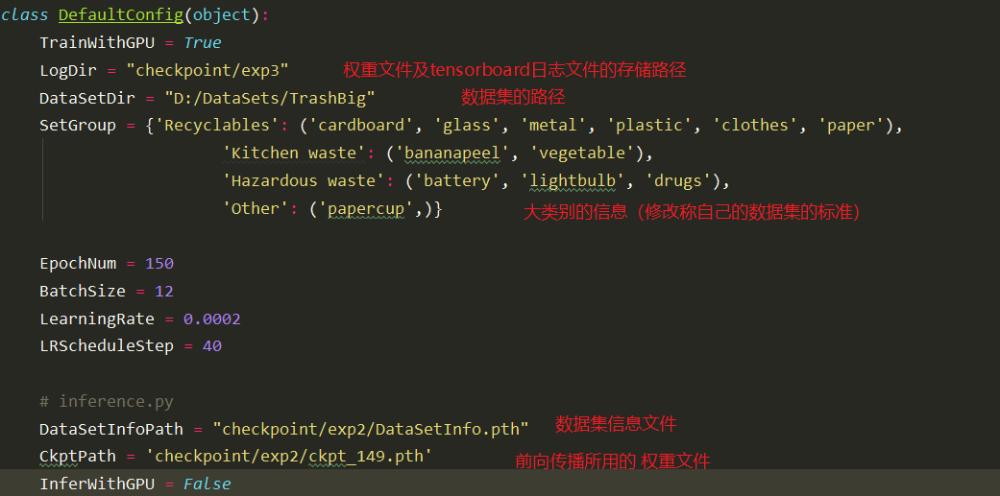 class DefaultConfig(object):
TrainWithGPU = True
LogDir = "checkpoint/exp3" 权重文件及tensorboard日志文件的存储路径
DataSetDir = "D:/DataSets/TrashBig" 数据集的路径
SetGroup = {'Recyclables': ('cardboard', 'glass', 'metal', 'plastic', 'clothes', 'paper'),
'Kitchen waste': ('bananapeel', 'vegetable'),
'Hazardous waste': ('battery', 'lightbulb', 'drugs'),
'Other': ('papercup',)} 大类别的信息（修改称自己的数据集的标准）
EpochNum = 150
BatchSize = 12
LearningRate = 0.0002
LRScheduleStep = 40
# inference.py
DataSetInfoPath = "checkpoint/exp2/DataSetInfo.pth" 数据集信息文件
CkptPath = 'checkpoint/exp2/ckpt_149.pth' 前向传播所用的 权重文件
InferWithGPU = False